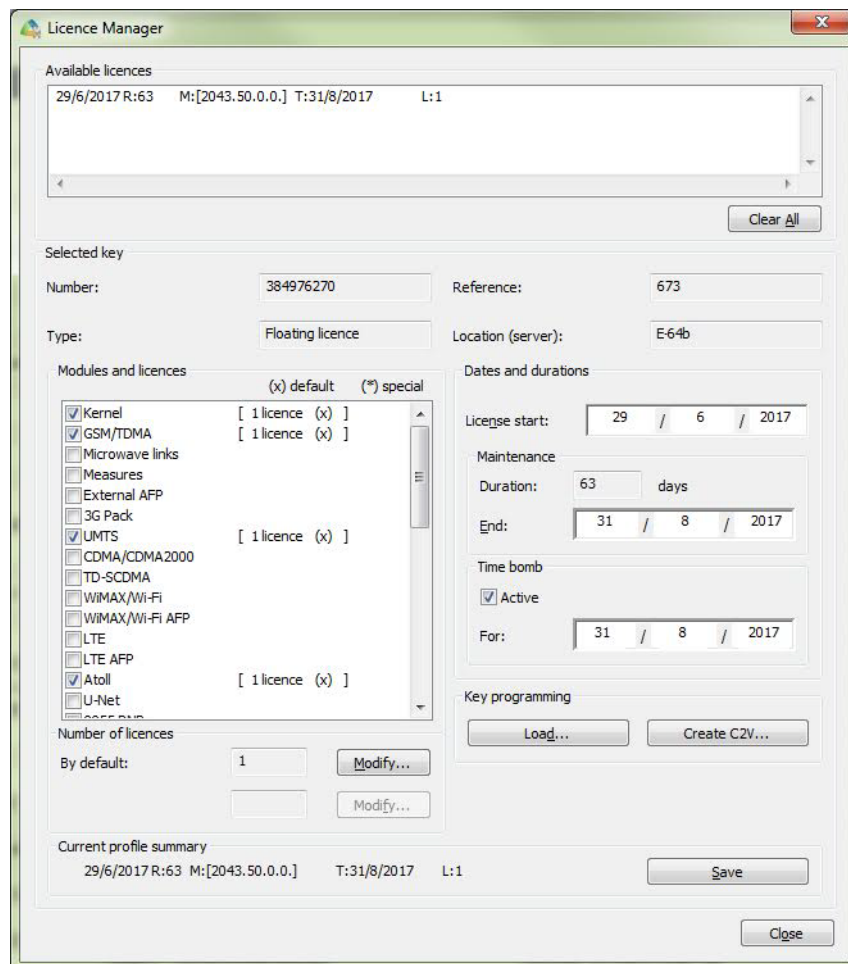 Licence Manager
Available licences
29/6/2017 R:63 M:[2043.50.0.0.] T:31/8/2017 L:1
Clear All
Selected key
Number: 384976270 Reference: 673
Type: Floating licence Location (server): E-64b
Modules and licences
(x) default (*) special
Kernel [ 1 licence (x) ]
GSM/TDMA [ 1 licence (x) ]
Microwave links
Measures
External AFP
3G Pack
UMTS [ 1 licence (x) ]
CDMA/CDMA2000
TD-SCDMA
WiMAX/Wi-Fi
WiMAX/Wi-Fi AFP
LTE
LTE AFP
Atoll [ 1 licence (x) ]
U-Net
Number of licences
By default: 1 Modify...
Modify...
Dates and durations
License start: 29 / 6 / 2017
Maintenance
Duration: 63 days
End: 31 / 8 / 2017
Time bomb
Active
For: 31 / 8 / 2017
Key programming
Load... Create C2V...
Current profile summary
29/6/2017 R:63 M:[2043.50.0.0.] T:31/8/2017 L:1
Save
Close